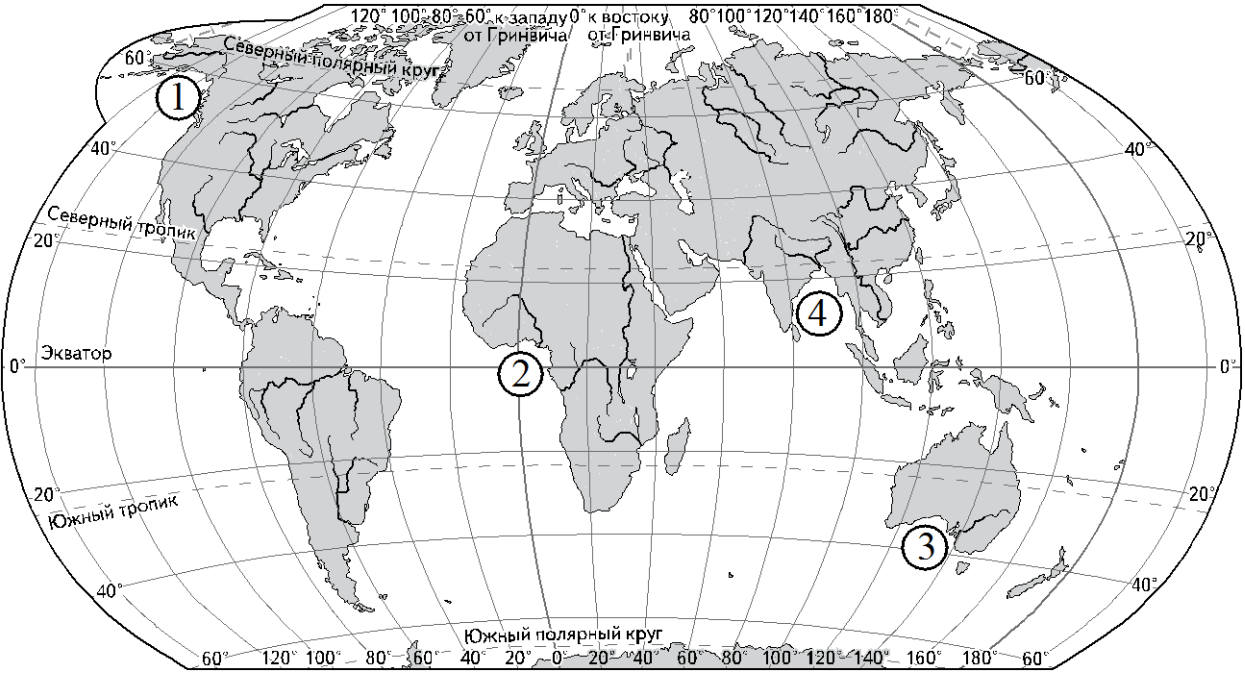 120° 100° 80° 60° к западу 0° к востоку 80° 100° 120° 140° 160° 180°
от Гринвича от Гринвича
Северный полярный круг
60° 60°
1
40° 40°
Северный тропик
20° 20°
4
Экватор
0° 0°
2
20° 20°
Южный тропик
3
40° 40°
Южный полярный круг
60° 120° 100° 80° 60° 40° 20° 0° 20° 40° 60° 80° 100° 120° 140° 160° 180° 60°